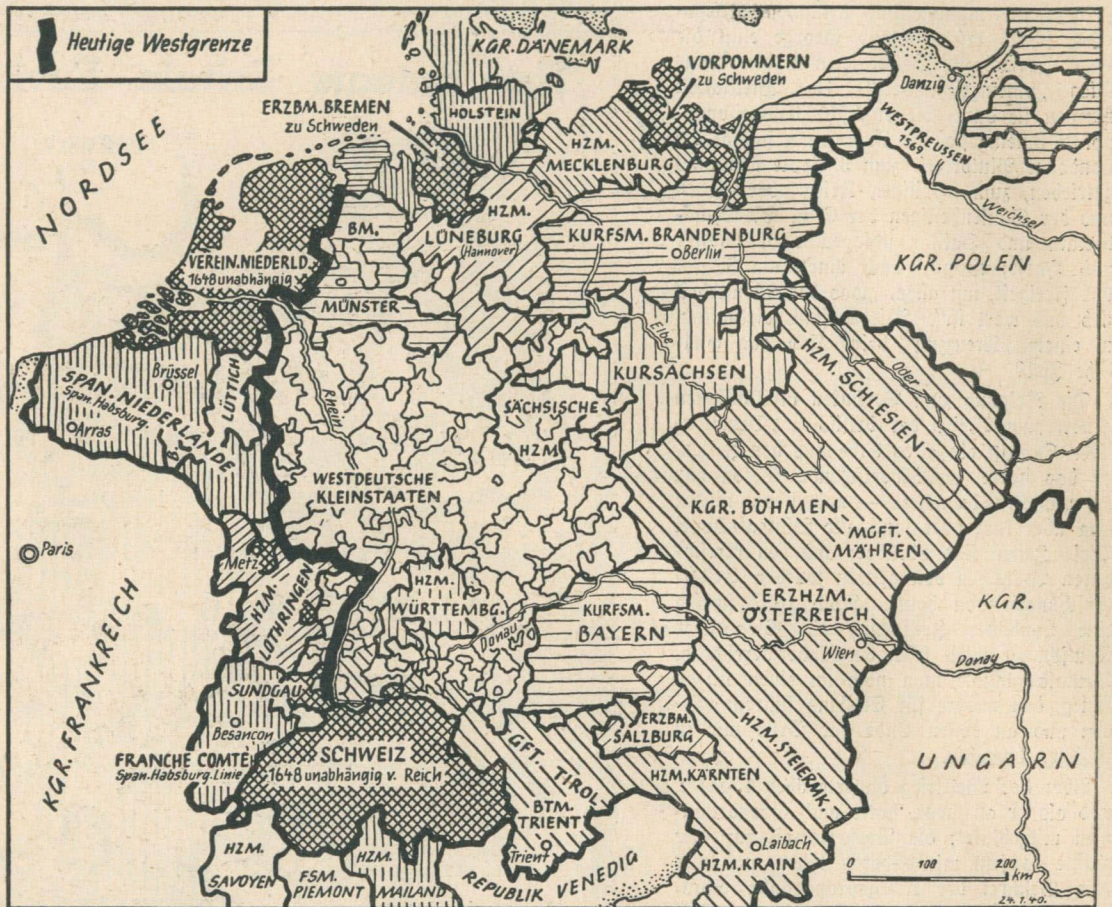 Heutige Westgrenze
KGR. DÄNEMARK
VORPOMMERN
zu Schweden
Danzig
ERZBM. BREMEN
zu Schweden
HOLSTEIN
WESTPREUSSEN
1569
HZM.
MECKLENBURG
NORDSEE
Weichsel
HZM.
LÜNEBURG
(Hannover)
BM.
MÜNSTER
KURFSM. BRANDENBURG
Berlin
VEREIN. NIEDERLD.
1648 unabhängig
KGR. POLEN
Elbe
Oder
HZM. SCHLESIEN
Brüssel
SPAN. NIEDERLANDE
Span. Habsburg.
Arras
LÜTTICH
Rhein
KURSACHSEN
SÄCHSISCHE
HZM.
WESTDEUTSCHE
KLEINSTAATEN
KGR. BÖHMEN
MGFT.
MÄHREN
Paris
Metz
HZM.
LOTHRINGEN
HZM.
WÜRTTEMBG.
Donau
KURFSM.
BAYERN
ERZHZM.
ÖSTERREICH
Wien
KGR.
Donau
KGR. FRANKREICH
SUNDGAU
Besancon
FRANCHE COMTÉ
Span. Habsburg. Linie
SCHWEIZ
1648 unabhängig v. Reich
ERZBM.
SALZBURG
GFT. TIROL
HZM. KÄRNTEN
HZM. STEIERMK.
UNGARN
BTM.
TRIENT
Trient
Laibach
HZM. KRAIN
HZM.
SAVOYEN
FSM.
PIEMONT
HZM.
MAILAND
REPUBLIK VENEDIG
0 100 200
km
24.1.40.